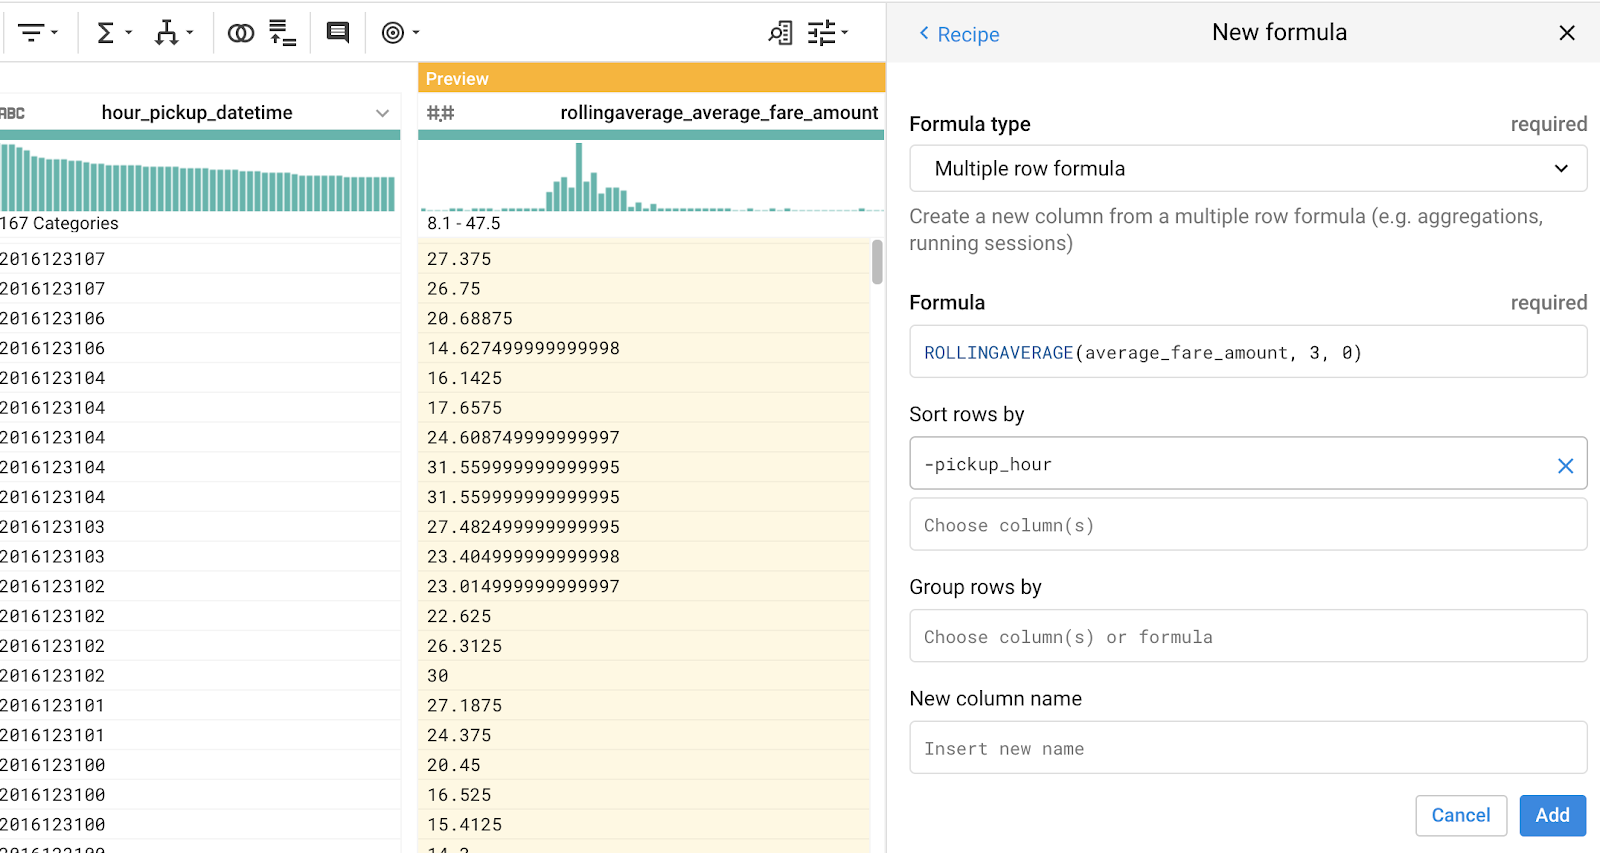 Recipe
New formula
Preview
ABC
hour_pickup_datetime
#.#
rollingaverage_average_fare_amount
167 Categories
8.1 - 47.5
2016123107
27.375
2016123107
26.75
2016123106
20.68875
2016123106
14.627499999999998
2016123104
16.1425
2016123104
17.6575
2016123104
24.608749999999997
2016123104
31.559999999999995
2016123104
31.559999999999995
2016123103
27.482499999999995
2016123103
23.404999999999998
2016123102
23.014999999999997
2016123102
22.625
2016123102
26.3125
2016123102
30
2016123101
27.1875
2016123101
24.375
2016123100
20.45
2016123100
16.525
2016123100
15.4125
Formula type
required
Multiple row formula
Create a new column from a multiple row formula (e.g. aggregations,
running sessions)
Formula
required
ROLLINGAVERAGE(average_fare_amount, 3, 0)
Sort rows by
-pickup_hour
Choose column(s)
Group rows by
Choose column(s) or formula
New column name
Insert new name
Cancel
Add